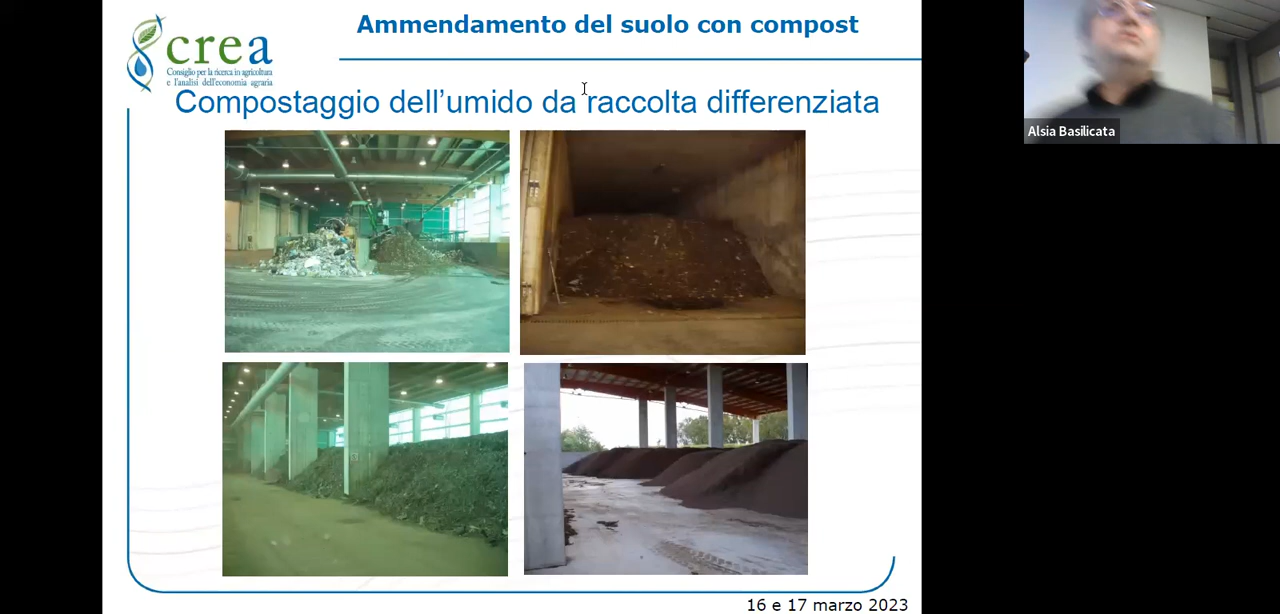 Ammendamento del suolo con compost
crea
Consiglio per la ricerca in agricoltura
e l'analisi dell'economia agraria
Compostaggio dell'umido da raccolta differenziata
Alsia Basilicata
16 e 17 marzo 2023